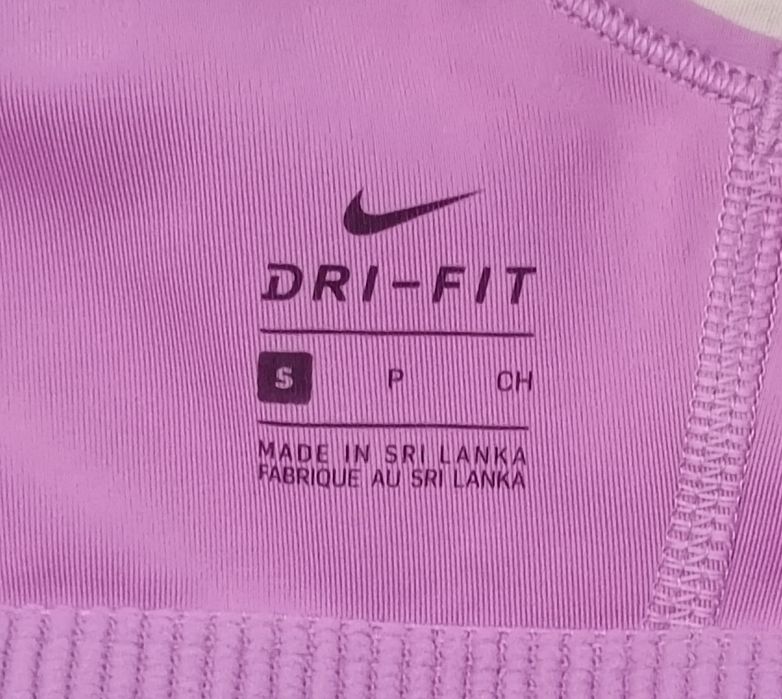 DRI-FIT
S P CH
MADE IN SRI LANKA
FABRIQUE AU SRI LANKA